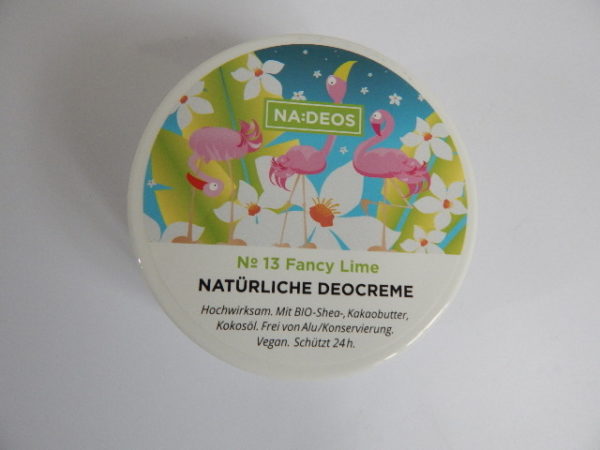 NA:DEOS
Nº 13 Fancy Lime
NATÜRLICHE DEOCREME
Hochwirksam. Mit BIO-Shea-, Kakaobutter,
Kokosöl. Frei von Alu/Konservierung.
Vegan. Schützt 24h.